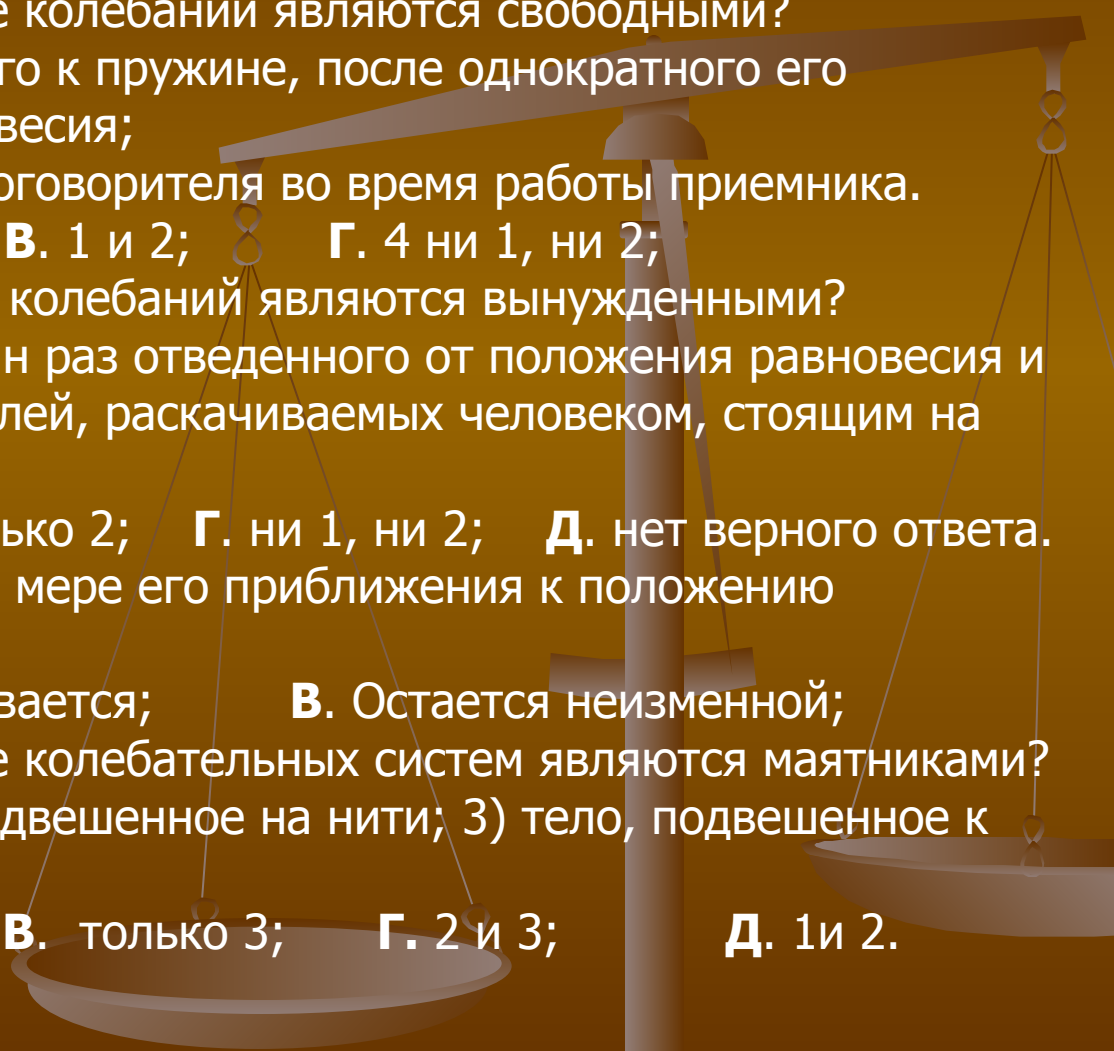 е колебаний являются свободными?
го к пружине, после однократного его
весия;
оговорителя во время работы приемника.
В. 1 и 2; Г. 4 ни 1, ни 2;
колебаний являются вынужденными?
н раз отведенного от положения равновесия и
лей, раскачиваемых человеком, стоящим на
ько 2; Г. ни 1, ни 2; Д. нет верного ответа.
мере его приближения к положению
вается; В. Остается неизменной;
е колебательных систем являются маятниками?
двешенное на нити; 3) тело, подвешенное к
В. только 3; Г. 2 и 3; Д. 1и 2.